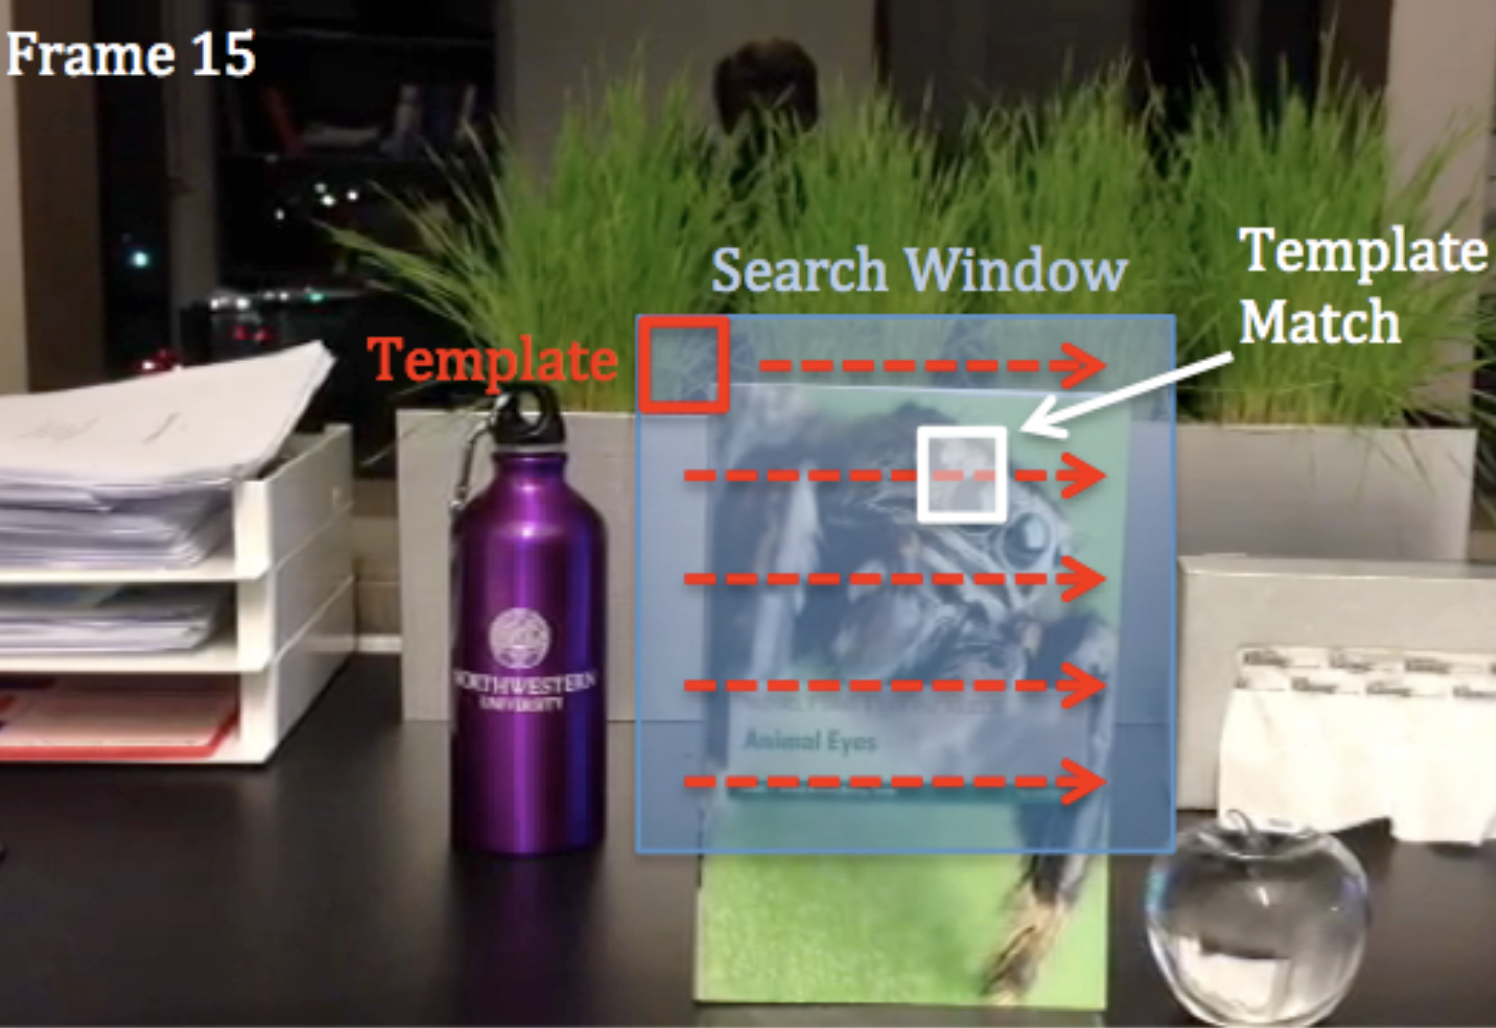 Frame 15
Search Window
Template
Match
Template
NORTHWESTERN
UNIVERSITY
Animal Eyes